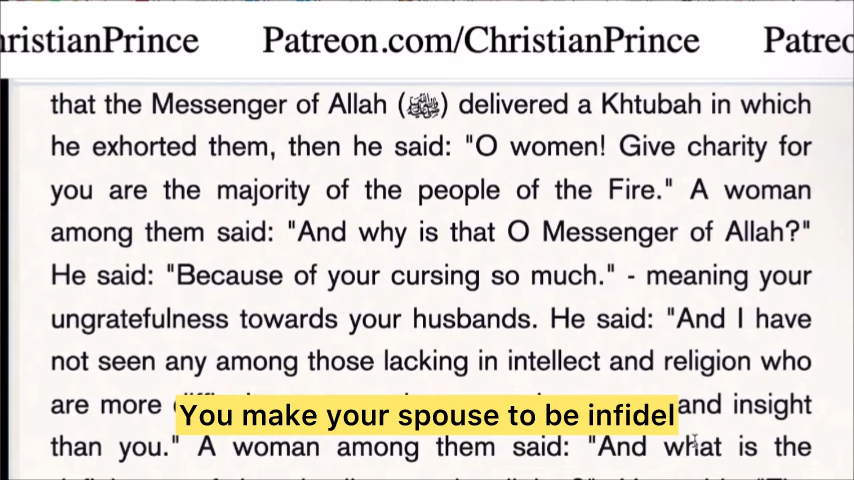 ristianPrince Patreon.com/ChristianPrince Patreo
that the Messenger of Allah (ﷺ) delivered a Khtubah in which
he exhorted them, then he said: "O women! Give charity for
you are the majority of the people of the Fire." A woman
among them said: "And why is that O Messenger of Allah?"
He said: "Because of your cursing so much." - meaning your
ungratefulness towards your husbands. He said: "And I have
not seen any among those lacking in intellect and religion who
are more and insight
You make your spouse to be infidel
than you." A woman among them said: "And what is the